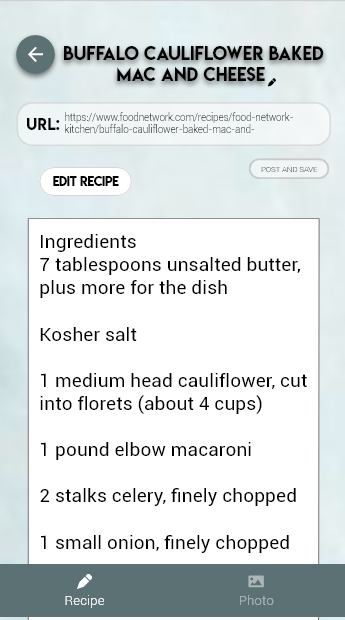 BUFFALO CAULIFLOWER BAKED
MAC AND CHEESE
URL: https://www.foodnetwork.com/recipes/food-network-
kitchen/buffalo-cauliflower-baked-mac-and-
POST AND SAVE
EDIT RECIPE
Ingredients
7 tablespoons unsalted butter,
plus more for the dish
Kosher salt
1 medium head cauliflower, cut
into florets (about 4 cups)
1 pound elbow macaroni
2 stalks celery, finely chopped
1 small onion, finely chopped
Recipe
Photo